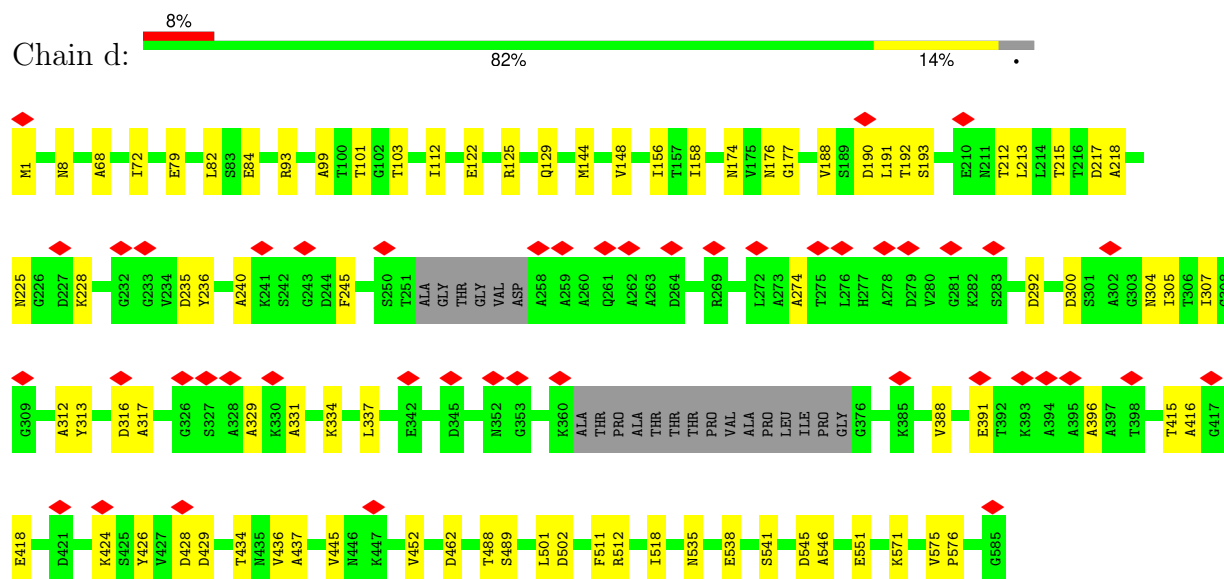 8%
Chain d:
82% 14% •
M1 N8 A68 I72 E79 L82 S83 E84 R93 A99 T100 T101 G102 T103 I112 E122 R125 Q129 M144 V148 I156 T157 I158 N174 V175 N176 G177 V188 S189 D190 L191 T192 S193 E210 N211 T212 L213 L214 T215 T216 D217 A218
N225 G226 D227 K228 G232 G233 V234 D235 Y236 A240 K241 S242 G243 D244 F245 S250 T251 ALA GLY THR GLY VAL ASP A258 A259 A260 Q261 A262 A263 D264 R269 L272 A273 A274 T275 L276 H277 A278 D279 V280 G281 K282 S283 D292 D300 S301 A302 G303 N304 I305 T306 I307 G308
G309 A312 Y313 D316 A317 G326 S327 A328 A329 K330 A331 K334 L337 E342 D345 N352 G353 K360 ALA THR PRO ALA THR THR THR PRO VAL ALA PRO LEU ILE PRO GLY G376 K385 V388 E391 T392 K393 A394 A395 A396 A397 T398 T415 A416 G417
E418 D421 K424 S425 Y426 V427 D428 D429 T434 N435 V436 A437 V445 N446 K447 V452 D462 T488 S489 L501 D502 F511 R512 I518 N535 E538 S541 D545 A546 E551 K571 V575 P576 G585